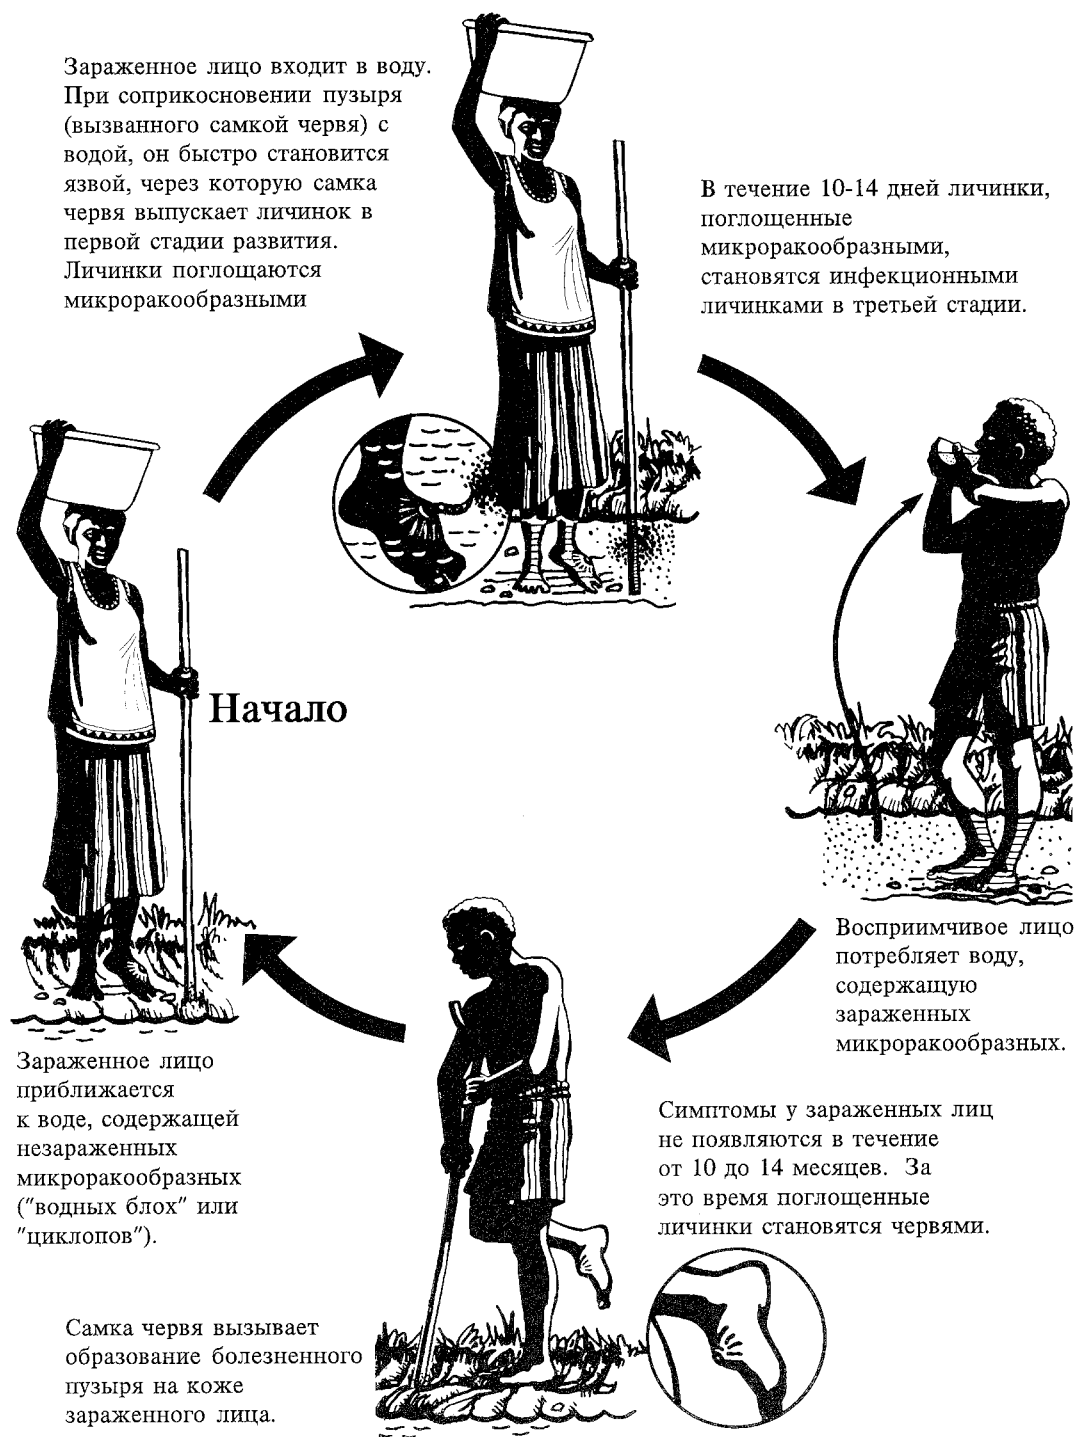 Зараженное лицо входит в воду.
При соприкосновении пузыря
(вызванного самкой червя) с
водой, он быстро становится
язвой, через которую самка
червя выпускает личинок в
первой стадии развития.
Личинки поглощаются
микроракообразными
В течение 10-14 дней личинки,
поглощенные
микроракообразными,
становятся инфекционными
личинками в третьей стадии.
Начало
Восприимчивое лицо
потребляет воду,
содержащую
зараженных
микроракообразных.
Симптомы у зараженных лиц
не появляются в течение
от 10 до 14 месяцев. За
это время поглощенные
личинки становятся червями.
Самка червя вызывает
образование болезненного
пузыря на коже
зараженного лица.
Зараженное лицо
приближается
к воде, содержащей
незараженных
микроракообразных
("водных блох" или
"циклопов").